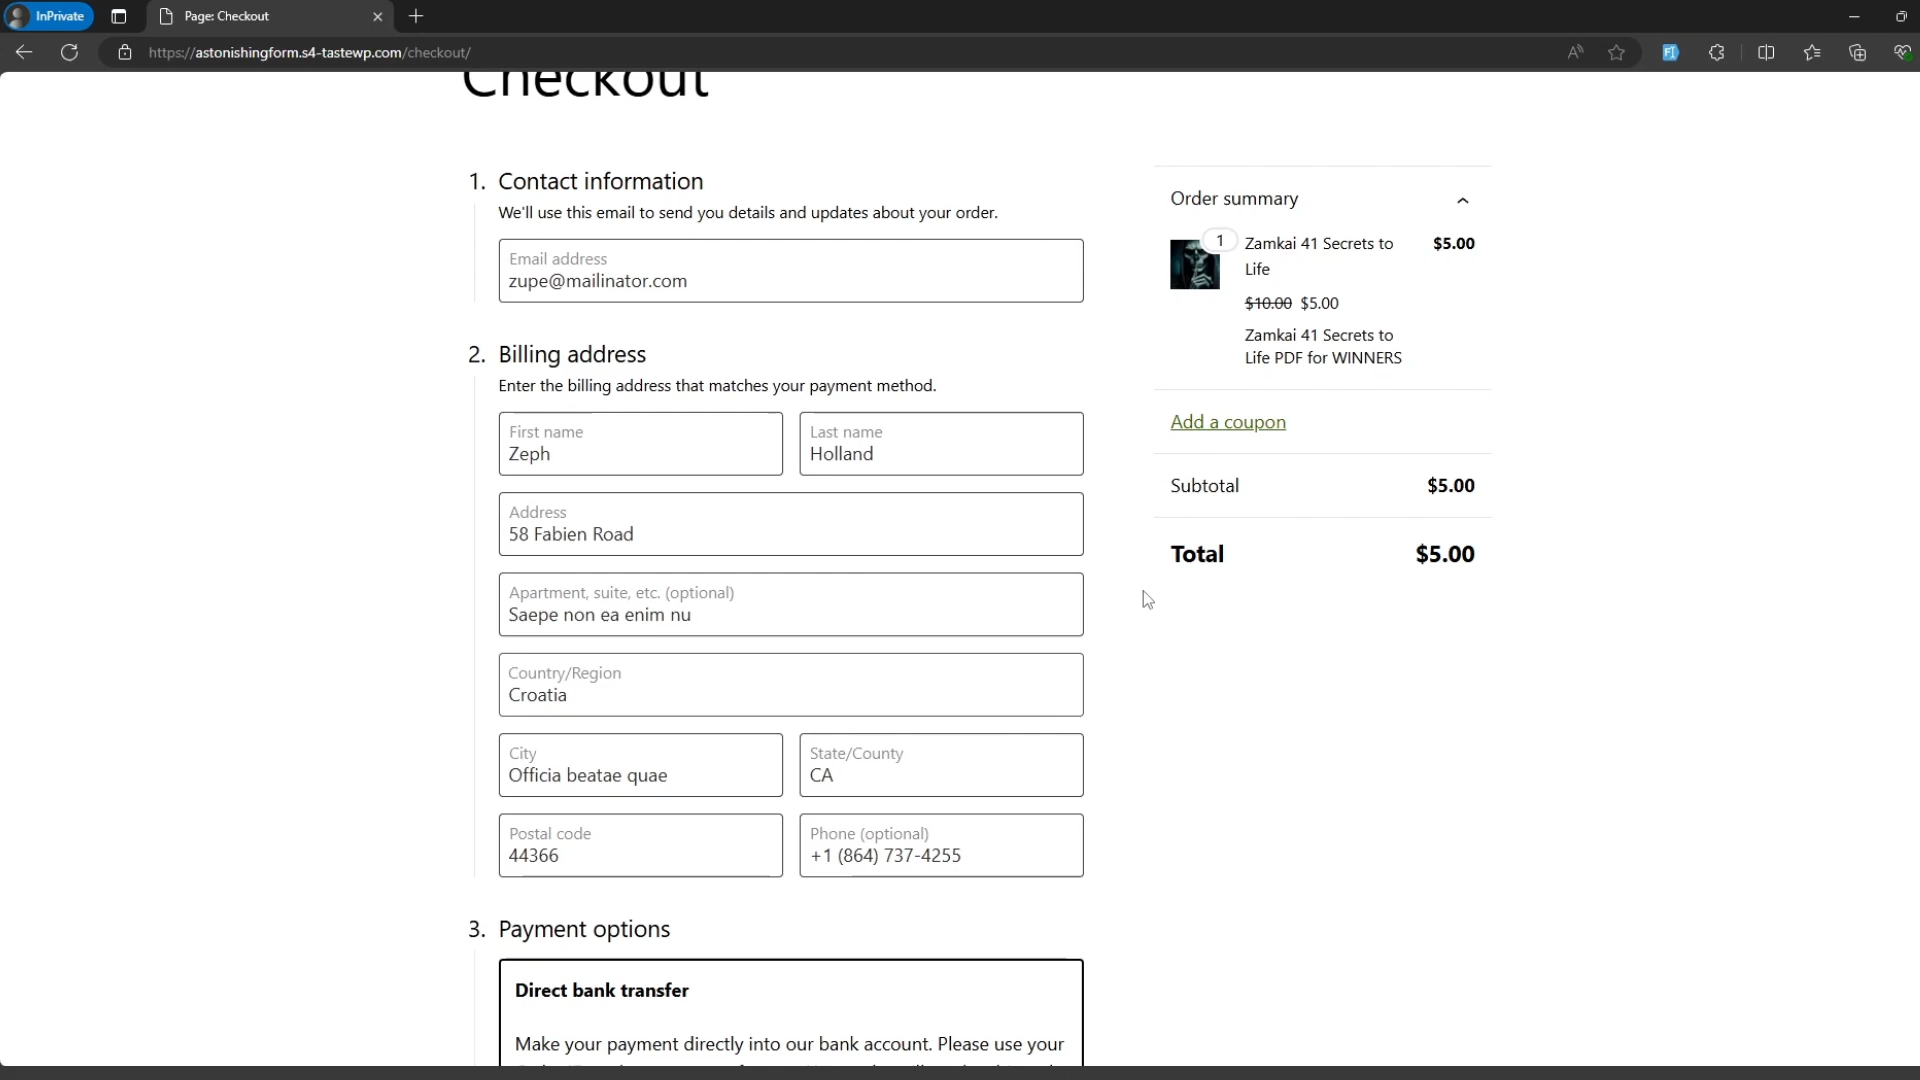 InPrivate
Page: Checkout
https://astonishingform.s4-tastewp.com/checkout/
Checkout
1. Contact information
We'll use this email to send you details and updates about your order.
Email address
zupe@mailinator.com
2. Billing address
Enter the billing address that matches your payment method.
First name
Zeph
Last name
Holland
Address
58 Fabien Road
Apartment, suite, etc. (optional)
Saepe non ea enim nu
Country/Region
Croatia
City
Officia beatae quae
State/County
CA
Postal code
44366
Phone (optional)
+1 (864) 737-4255
3. Payment options
Direct bank transfer
Make your payment directly into our bank account. Please use your
Order summary
1
Zamkai 41 Secrets to
Life
$5.00
$10.00 $5.00
Zamkai 41 Secrets to
Life PDF for WINNERS
Add a coupon
Subtotal
$5.00
Total
$5.00